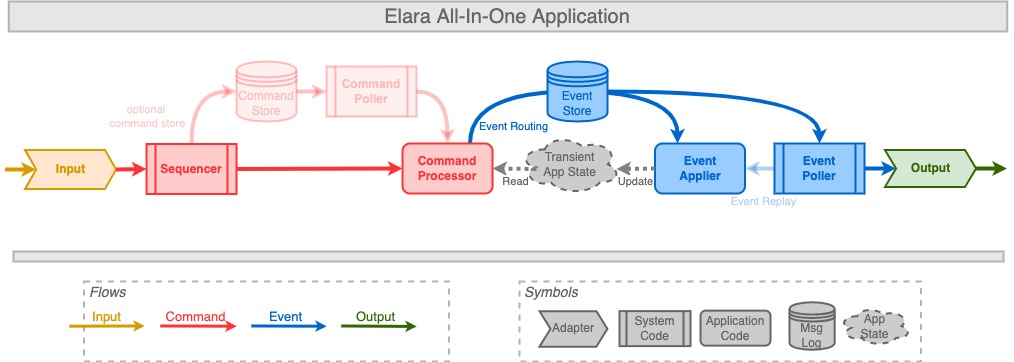 Elara All-In-One Application
optional
command store
Command
Store
Command
Poller
Event
Store
Event Routing
Input
Sequencer
Command
Processor
Read
Transient
App State
Update
Event
Applier
Event
Poller
Event Replay
Output
Flows
Input
Command
Event
Output
Symbols
Adapter
System
Code
Application
Code
Msg
Log
App
State